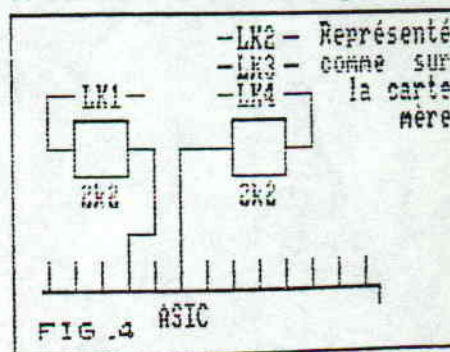 -LK2- Représenté
-LK3- comme sur
-LK1- -LK4- la carte
mère
2k2 2k2
FIG.4 ASIC